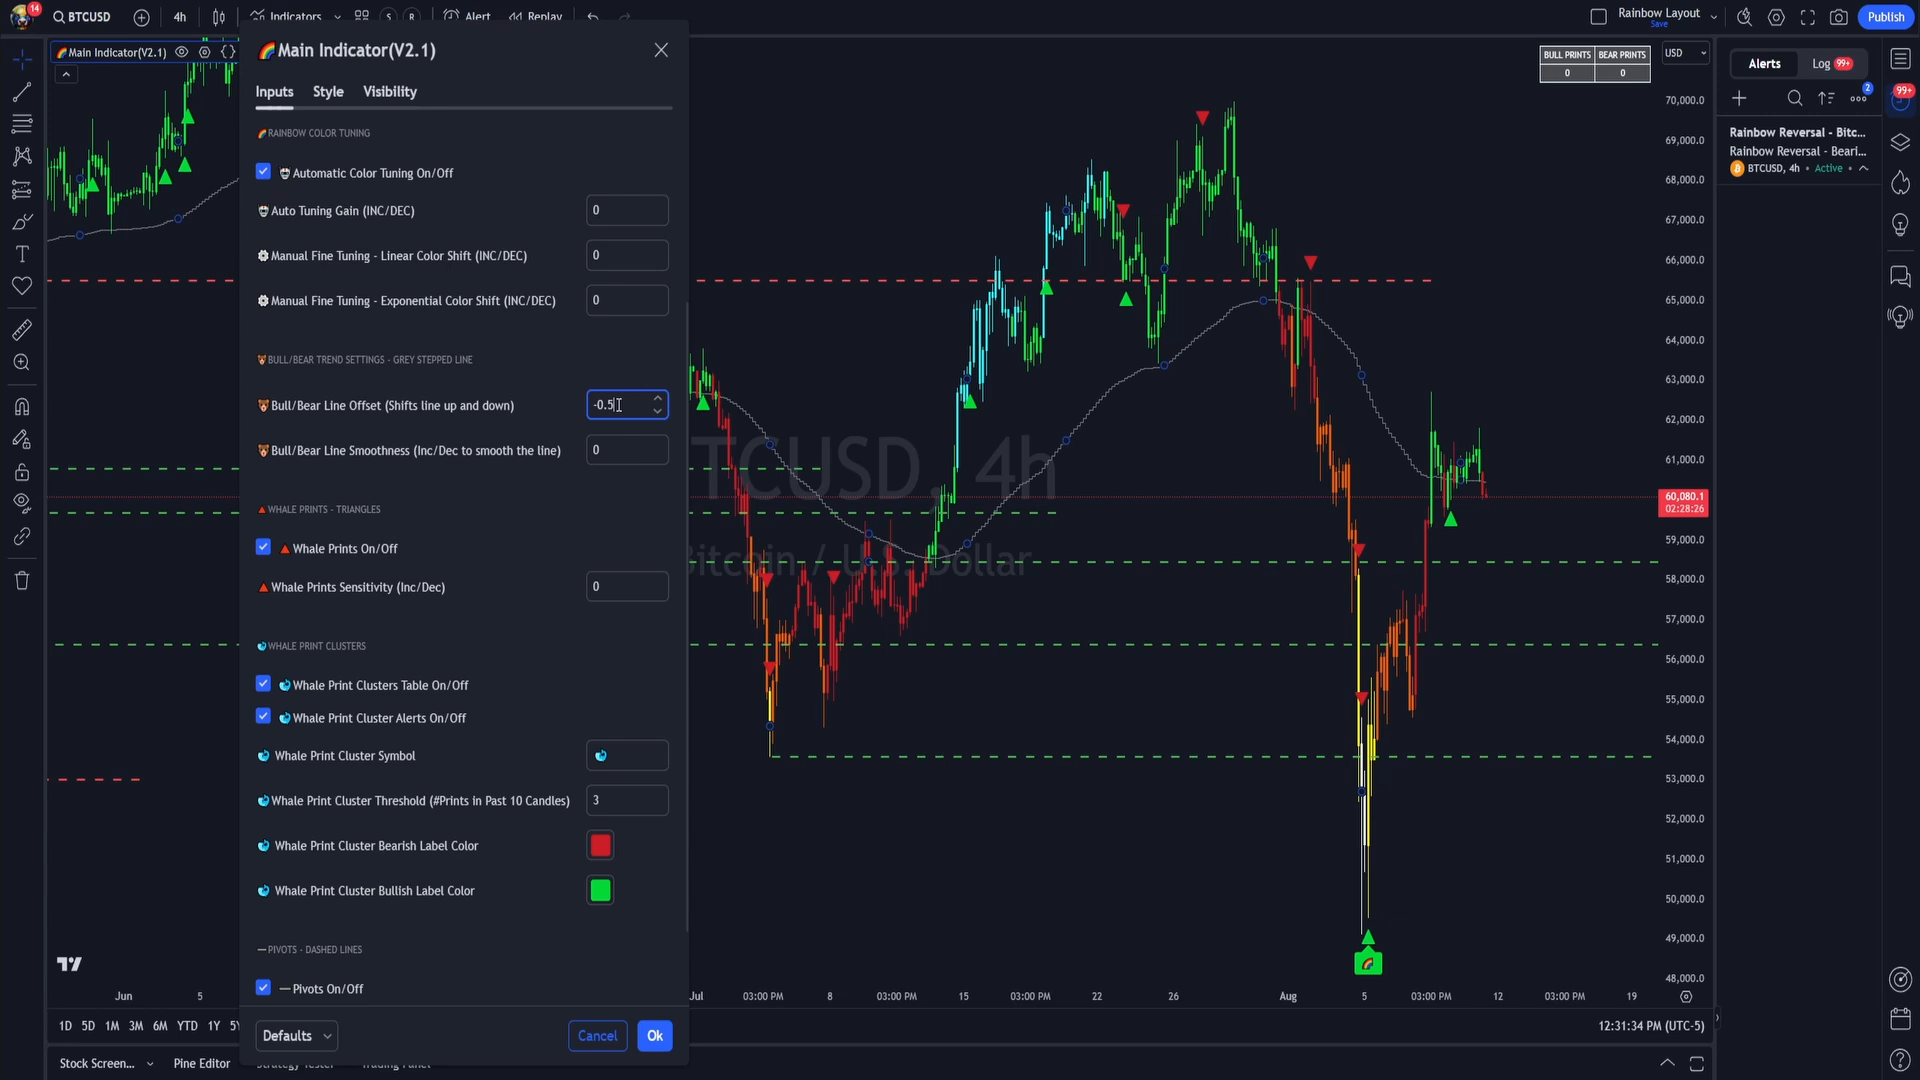 14
BTCUSD
4h
Indicators
S
R
Alert
Replay
Rainbow Layout
Save
Publish
Main Indicator(V2.1)
Main Indicator(V2.1)
Inputs
Style
Visibility
RAINBOW COLOR TUNING
Automatic Color Tuning On/Off
Auto Tuning Gain (INC/DEC)
0
Manual Fine Tuning - Linear Color Shift (INC/DEC)
0
Manual Fine Tuning - Exponential Color Shift (INC/DEC)
0
BULL/BEAR TREND SETTINGS - GREY STEPPED LINE
Bull/Bear Line Offset (Shifts line up and down)
-0.5
Bull/Bear Line Smoothness (Inc/Dec to smooth the line)
0
WHALE PRINTS - TRIANGLES
Whale Prints On/Off
Whale Prints Sensitivity (Inc/Dec)
0
WHALE PRINT CLUSTERS
Whale Print Clusters Table On/Off
Whale Print Cluster Alerts On/Off
Whale Print Cluster Symbol
Whale Print Cluster Threshold (#Prints in Past 10 Candles)
3
Whale Print Cluster Bearish Label Color
Whale Print Cluster Bullish Label Color
PIVOTS - DASHED LINES
Pivots On/Off
Defaults
Cancel
Ok
TCUSD, 4h
Bitcoin / U.S. Dollar
BULL PRINTS
BEAR PRINTS
0
0
USD
70,000.0
69,000.0
68,000.0
67,000.0
66,000.0
65,000.0
64,000.0
63,000.0
62,000.0
61,000.0
60,080.1
02:28:26
59,000.0
58,000.0
57,000.0
56,000.0
55,000.0
54,000.0
53,000.0
52,000.0
51,000.0
50,000.0
49,000.0
48,000.0
Jun
5
Jul
03:00 PM
8
03:00 PM
15
03:00 PM
22
26
Aug
5
03:00 PM
12
03:00 PM
19
1D
5D
1M
3M
6M
YTD
1Y
5Y
12:31:34 PM (UTC-5)
Stock Screen...
Pine Editor
Strategy Tester
Trading Panel
Alerts
Log
99+
2
99+
Rainbow Reversal - Bitc...
Rainbow Reversal - Beari...
BTCUSD, 4h • Active •